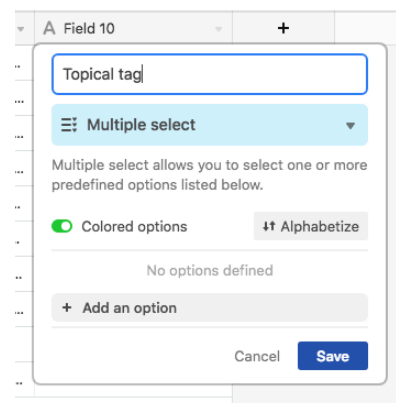 A Field 10
+
Topical tag
Multiple select
Multiple select allows you to select one or more
predefined options listed below.
Colored options
Alphabetize
No options defined
+ Add an option
Cancel Save